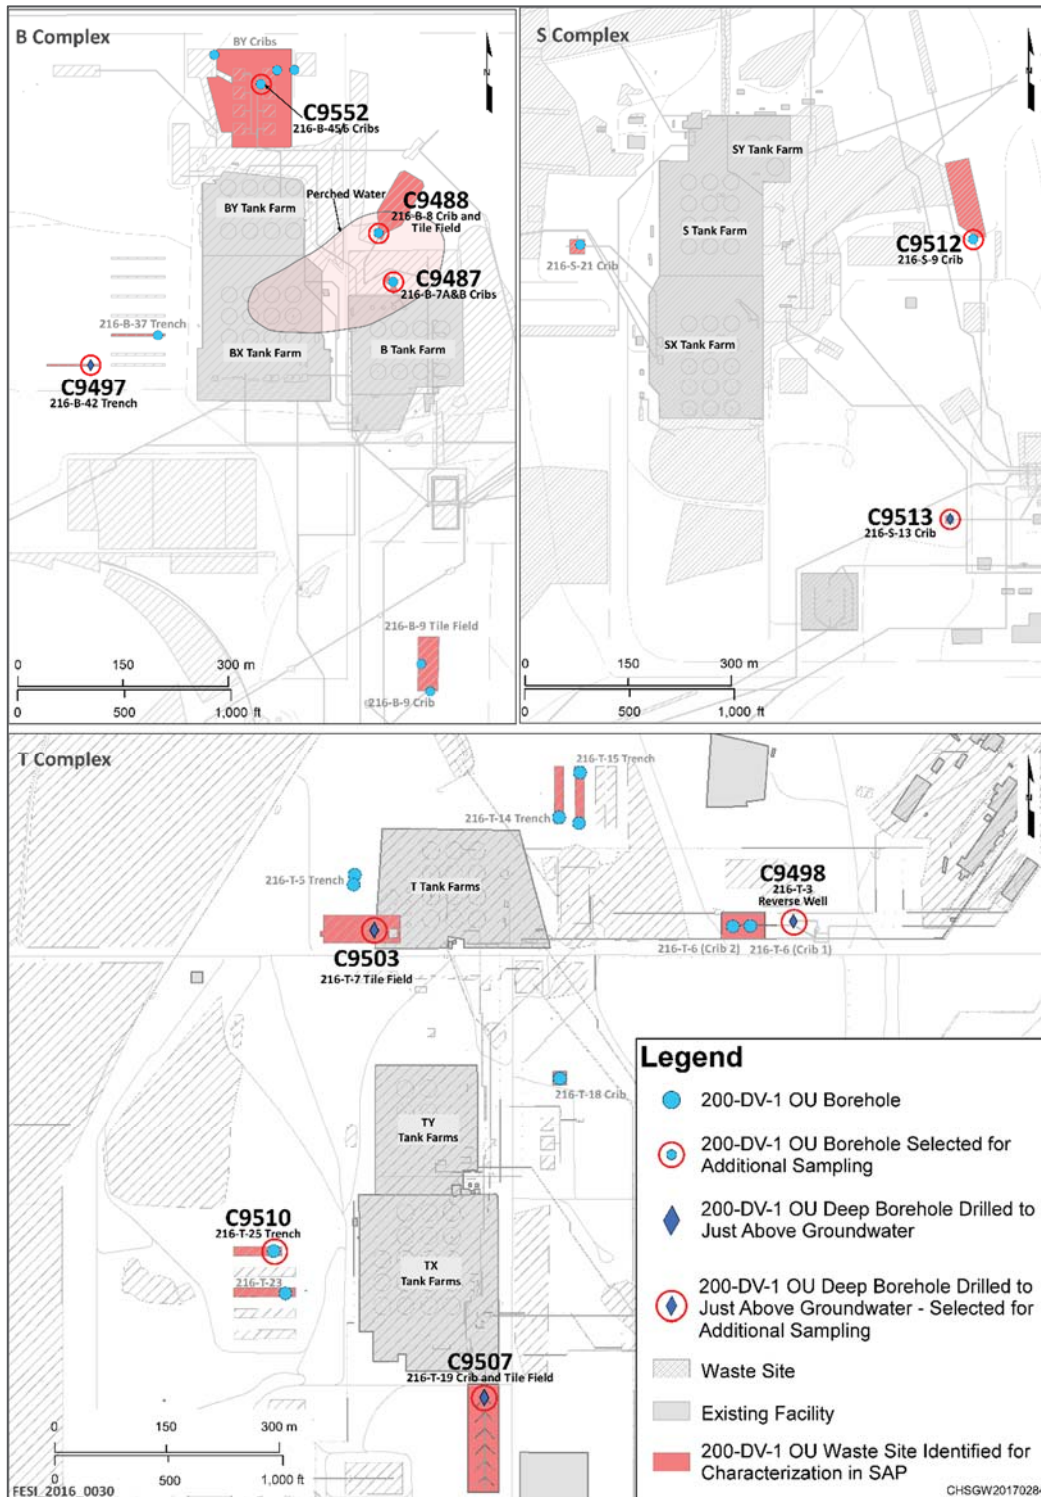 B Complex
BY Cribs
C9552
216-B-45/6 Cribs
Perched Water
BY Tank Farm
C9488
216-B-8 Crib and
Tile Field
C9487
216-B-7A&B Cribs
216-B-37 Trench
BX Tank Farm
B Tank Farm
C9497
216-B-42 Trench
216-B-9 Tile Field
216-B-9 Crib
0 150 300 m
0 500 1,000 ft
S Complex
SY Tank Farm
S Tank Farm
C9512
216-S-9 Crib
216-S-21 Crib
SX Tank Farm
C9513
216-S-13 Crib
0 150 300 m
0 500 1,000 ft
T Complex
216-T-15 Trench
216-T-14 Trench
216-T-5 Trench
T Tank Farms
C9498
216-T-3
Reverse Well
216-T-6 (Crib 2)
216-T-6 (Crib 1)
C9503
216-T-7 Tile Field
216-T-18 Crib
TY
Tank Farms
C9510
216-T-25 Trench
216-T-23
TX
Tank Farms
C9507
216-T-19 Crib and Tile Field
0 150 300 m
0 500 1,000 ft
FESI_2016_0030
Legend
200-DV-1 OU Borehole
200-DV-1 OU Borehole Selected for
Additional Sampling
200-DV-1 OU Deep Borehole Drilled to
Just Above Groundwater
200-DV-1 OU Deep Borehole Drilled to
Just Above Groundwater - Selected for
Additional Sampling
Waste Site
Existing Facility
200-DV-1 OU Waste Site Identified for
Characterization in SAP
CHSGW20170284